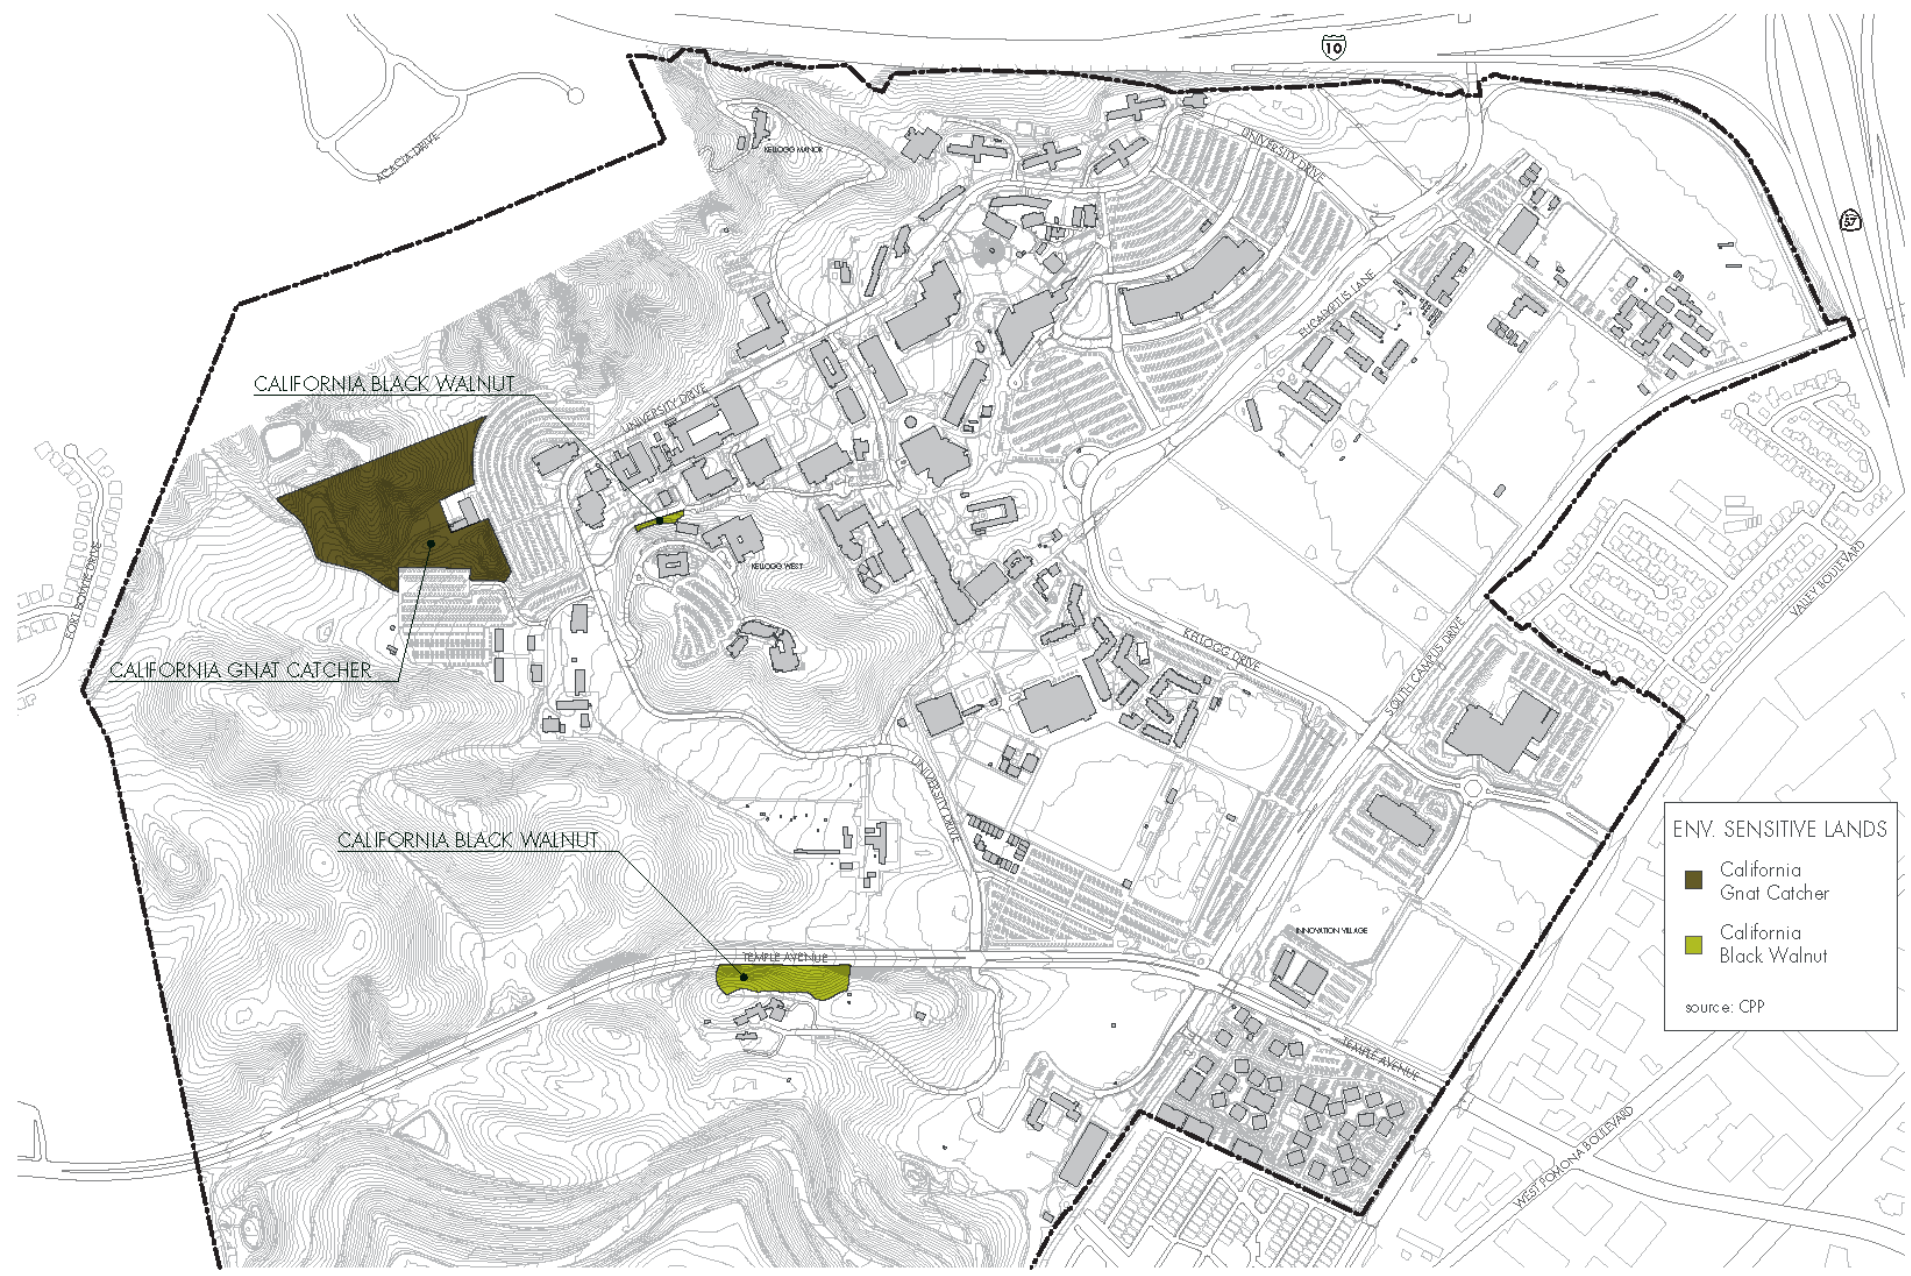 10
ACACIA DRIVE
UNIVERSITY DRIVE
KELLOGG MANOR
57
EUCALYPTUS LANE
CALIFORNIA BLACK WALNUT
UNIVERSITY DRIVE
FORT BOWIE DRIVE
VALLEY BOULEVARD
KELLOGG WEST
KELLOGG DRIVE
SOUTH CAMPUS DRIVE
CALIFORNIA GNAT CATCHER
UNIVERSITY DRIVE
CALIFORNIA BLACK WALNUT
ENV. SENSITIVE LANDS
California
Gnat Catcher
California
Black Walnut
source: CPP
INNOVATION VILLAGE
TEMPLE AVENUE
TEMPLE AVENUE
WEST POMONA BOULEVARD